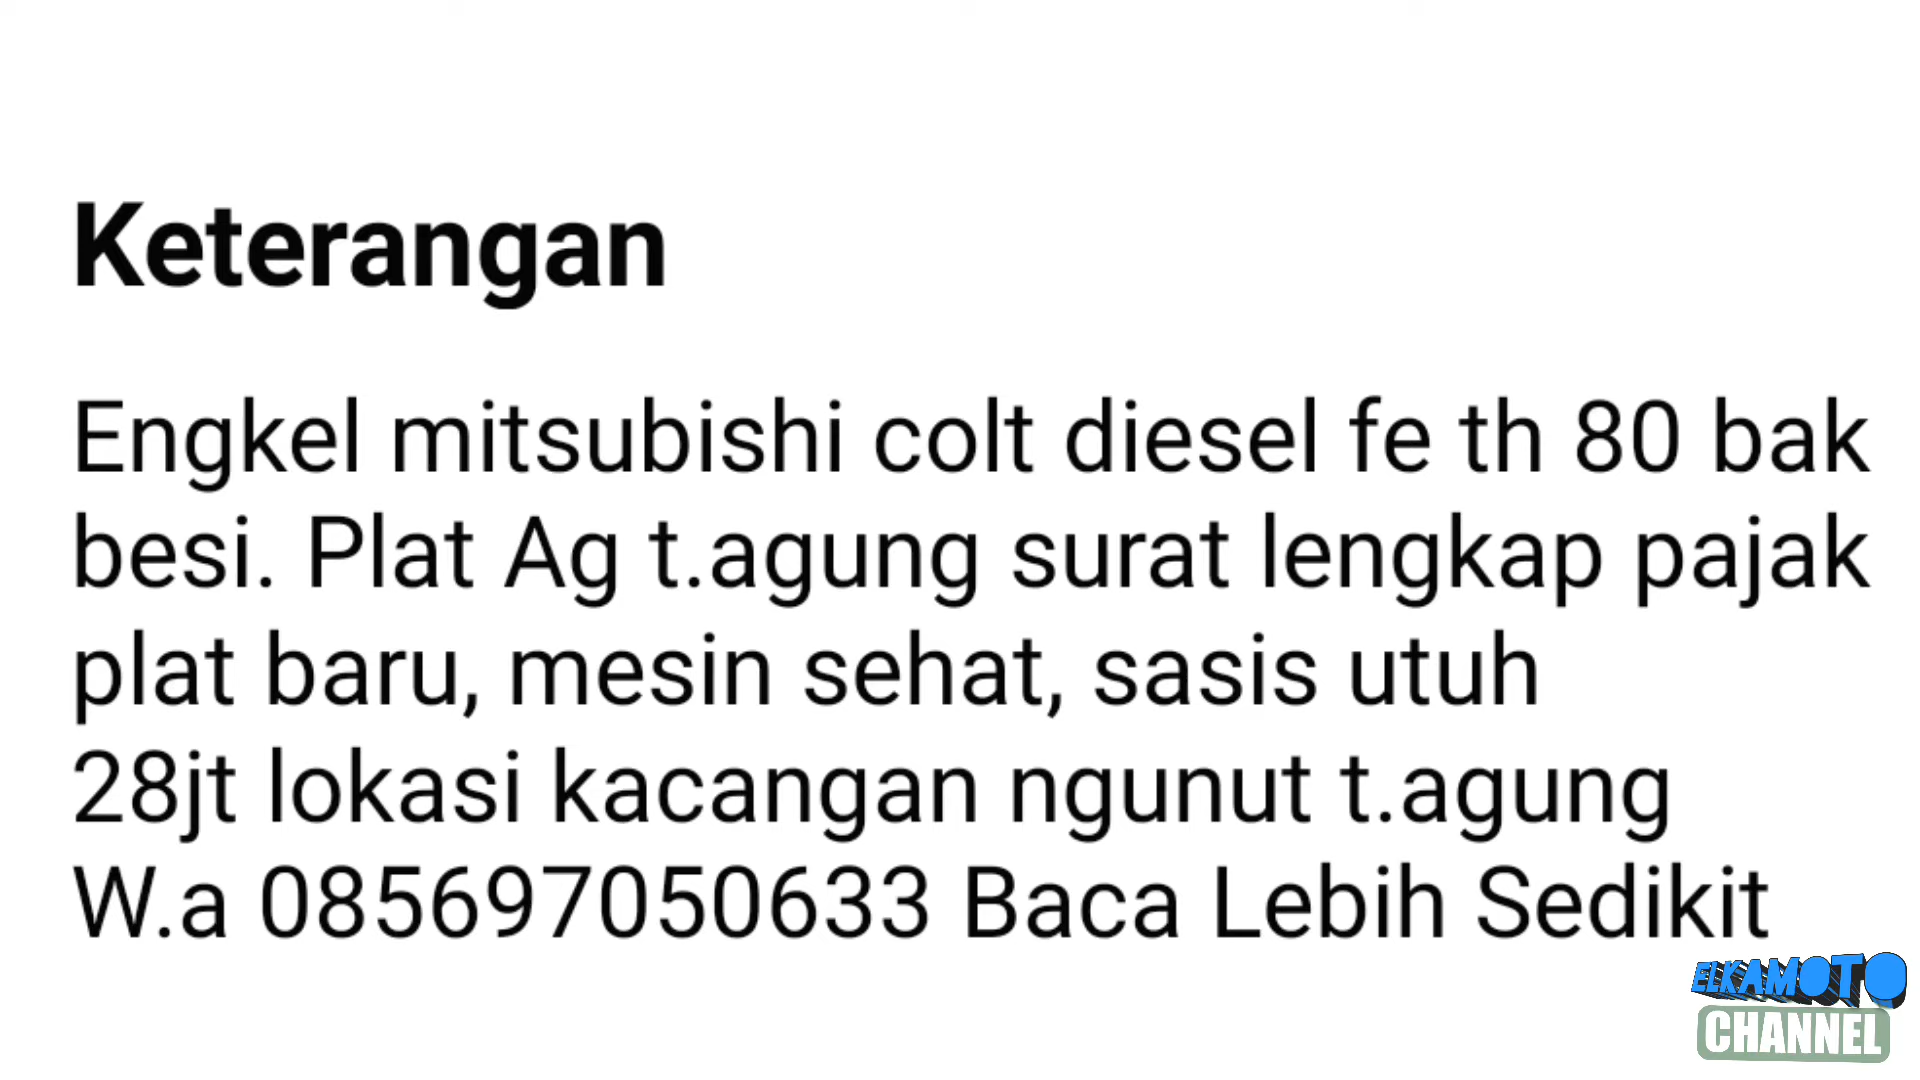 Keterangan
Engkel mitsubishi colt diesel fe th 80 bak
besi. Plat Ag t.agung surat lengkap pajak
plat baru, mesin sehat, sasis utuh
28jt lokasi kacangan ngunut t.agung
W.a 085697050633 Baca Lebih Sedikit
ELKAMOTO
CHANNEL